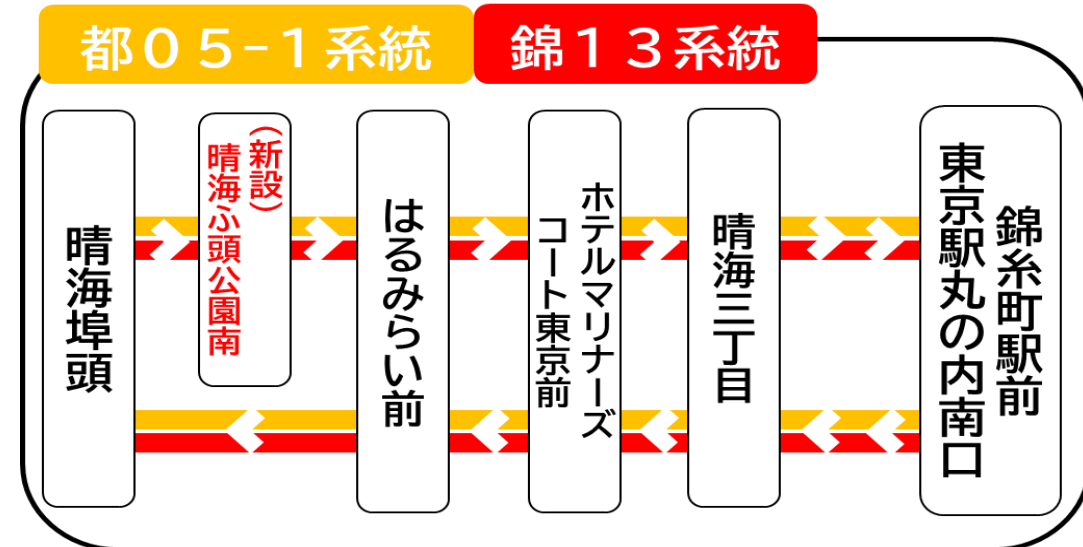 都０５-１系統
錦１３系統
晴海埠頭
（新設）
晴海ふ頭公園南
はるみらい前
ホテルマリナーズ
コート東京前
晴海三丁目
錦糸町駅前
東京駅丸の内南口